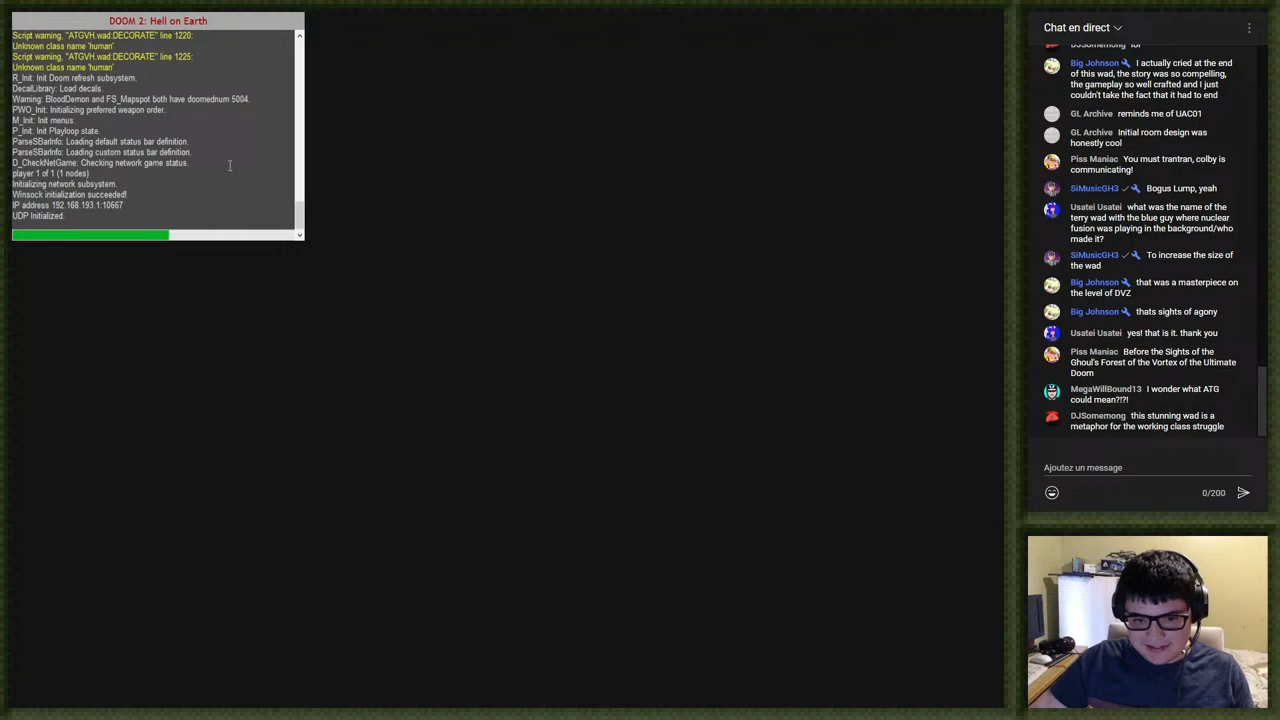 DOOM 2: Hell on Earth
Script warning, "ATGVH.wad:DECORATE" line 1220:
Unknown class name 'human'
Script warning, "ATGVH.wad:DECORATE" line 1225:
Unknown class name 'human'
R_Init: Init Doom refresh subsystem.
DecalLibrary: Load decals.
Warning: BloodDemon and FS_Mapspot both have doomednum 5004.
PWO_Init: Initializing preferred weapon order.
M_Init: Init menus.
P_Init: Init Playloop state.
ParseSBarInfo: Loading default status bar definition.
ParseSBarInfo: Loading custom status bar definition.
D_CheckNetGame: Checking network game status.
player 1 of 1 (1 nodes)
Initializing network subsystem.
Winsock initialization succeeded!
IP address 192.168.193.1:10667
UDP Initialized.
Chat en direct
DJSomemong lol
Big Johnson I actually cried at the end
of this wad, the story was so compelling,
the gameplay so well crafted and I just
couldn't take the fact that it had to end
GL Archive reminds me of UAC01
GL Archive Initial room design was
honestly cool
Piss Maniac You must trantran, colby is
communicating!
SiMusicGH3 Bogus Lump, yeah
Usatei Usatei what was the name of the
terry wad with the blue guy where nuclear
fusion was playing in the background/who
made it?
SiMusicGH3 To increase the size of
the wad
Big Johnson that was a masterpiece on
the level of DVZ
Big Johnson thats sights of agony
Usatei Usatei yes! that is it. thank you
Piss Maniac Before the Sights of the
Ghoul's Forest of the Vortex of the Ultimate
Doom
MegaWillBound13 I wonder what ATG
could mean?!?!
DJSomemong this stunning wad is a
metaphor for the working class struggle
Ajoutez un message
0/200